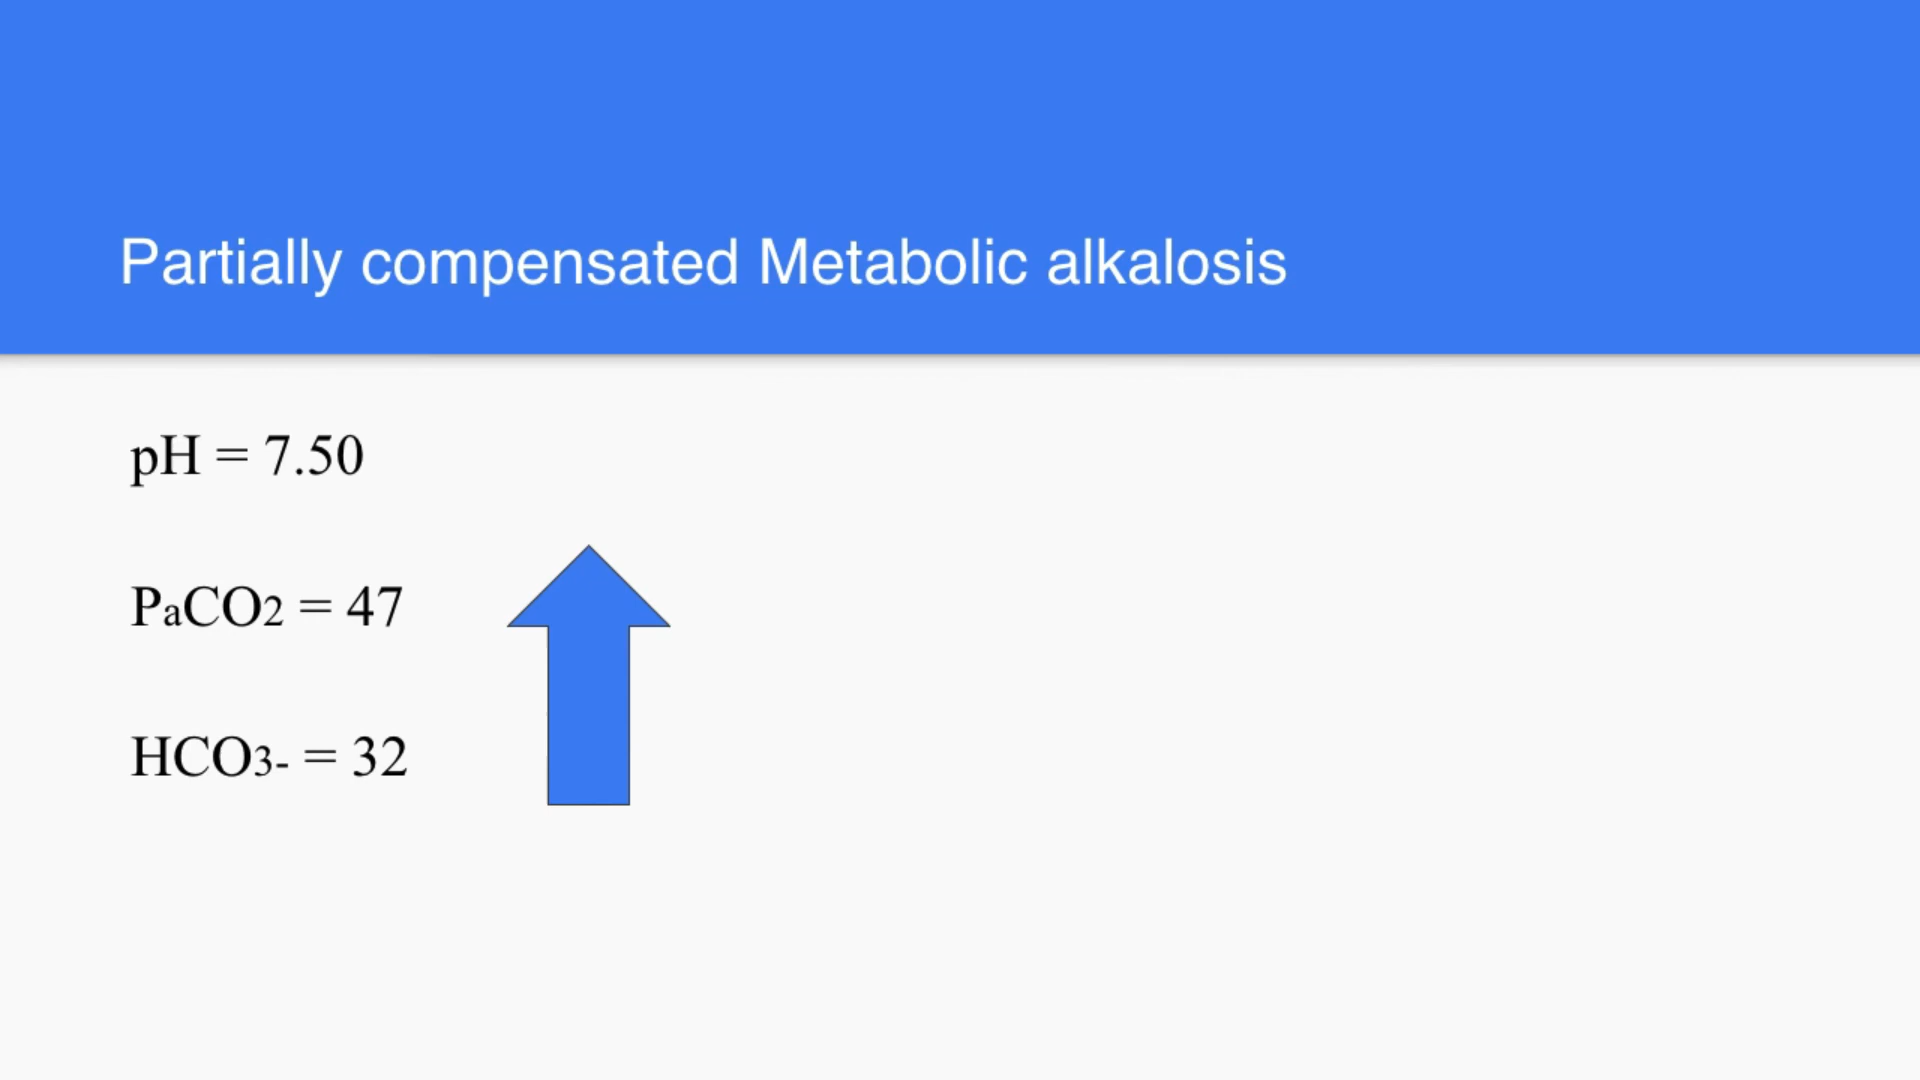 Partially compensated Metabolic alkalosis
pH = 7.50
PaCO2 = 47
HCO3- = 32